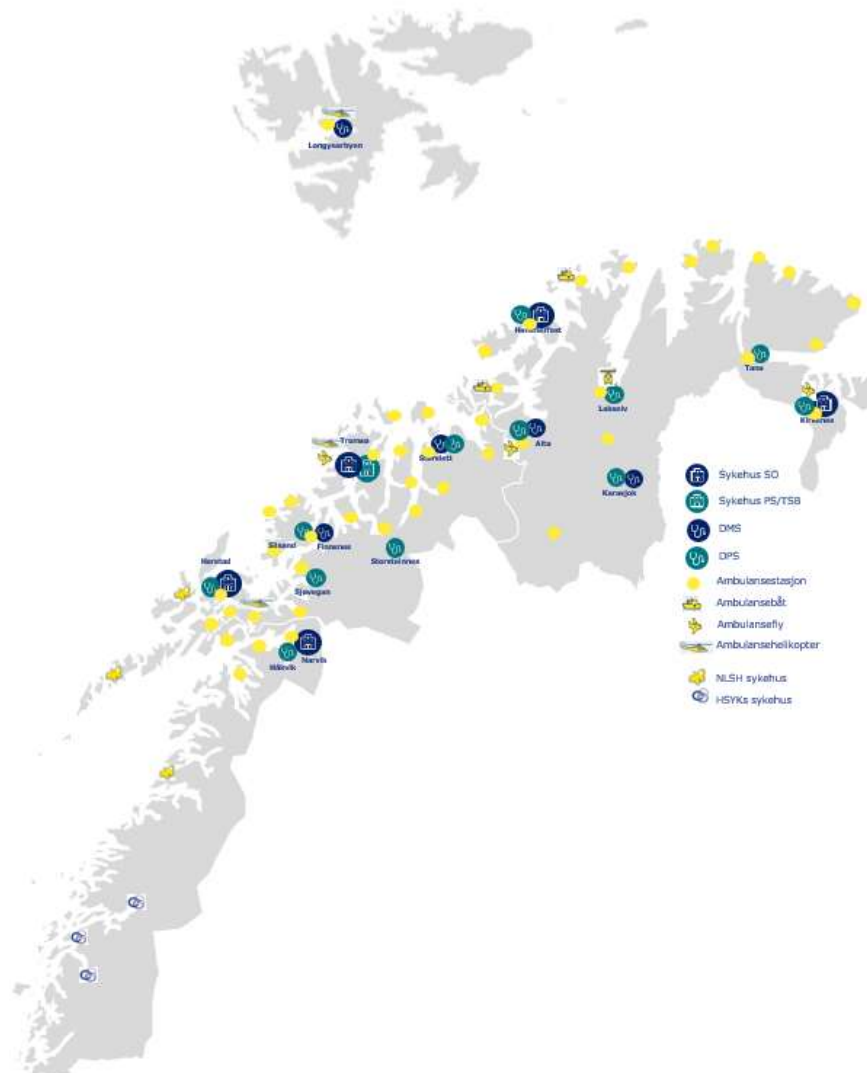 Longyearbyen
Hammerfest
Tana
Lakselv
Kirkenes
Tromsø
Storslett
Alta
Karasjok
Sykehus SO
Sykehus PS/TSB
DMS
DPS
Silsand
Finnsnes
Storsteinnes
Harstad
Sjøvegan
Ambulansestasjon
Ambulansebåt
Ambulansefly
Ambulansehelikopter
Narvik
Håkvik
NLSH sykehus
HSYKs sykehus